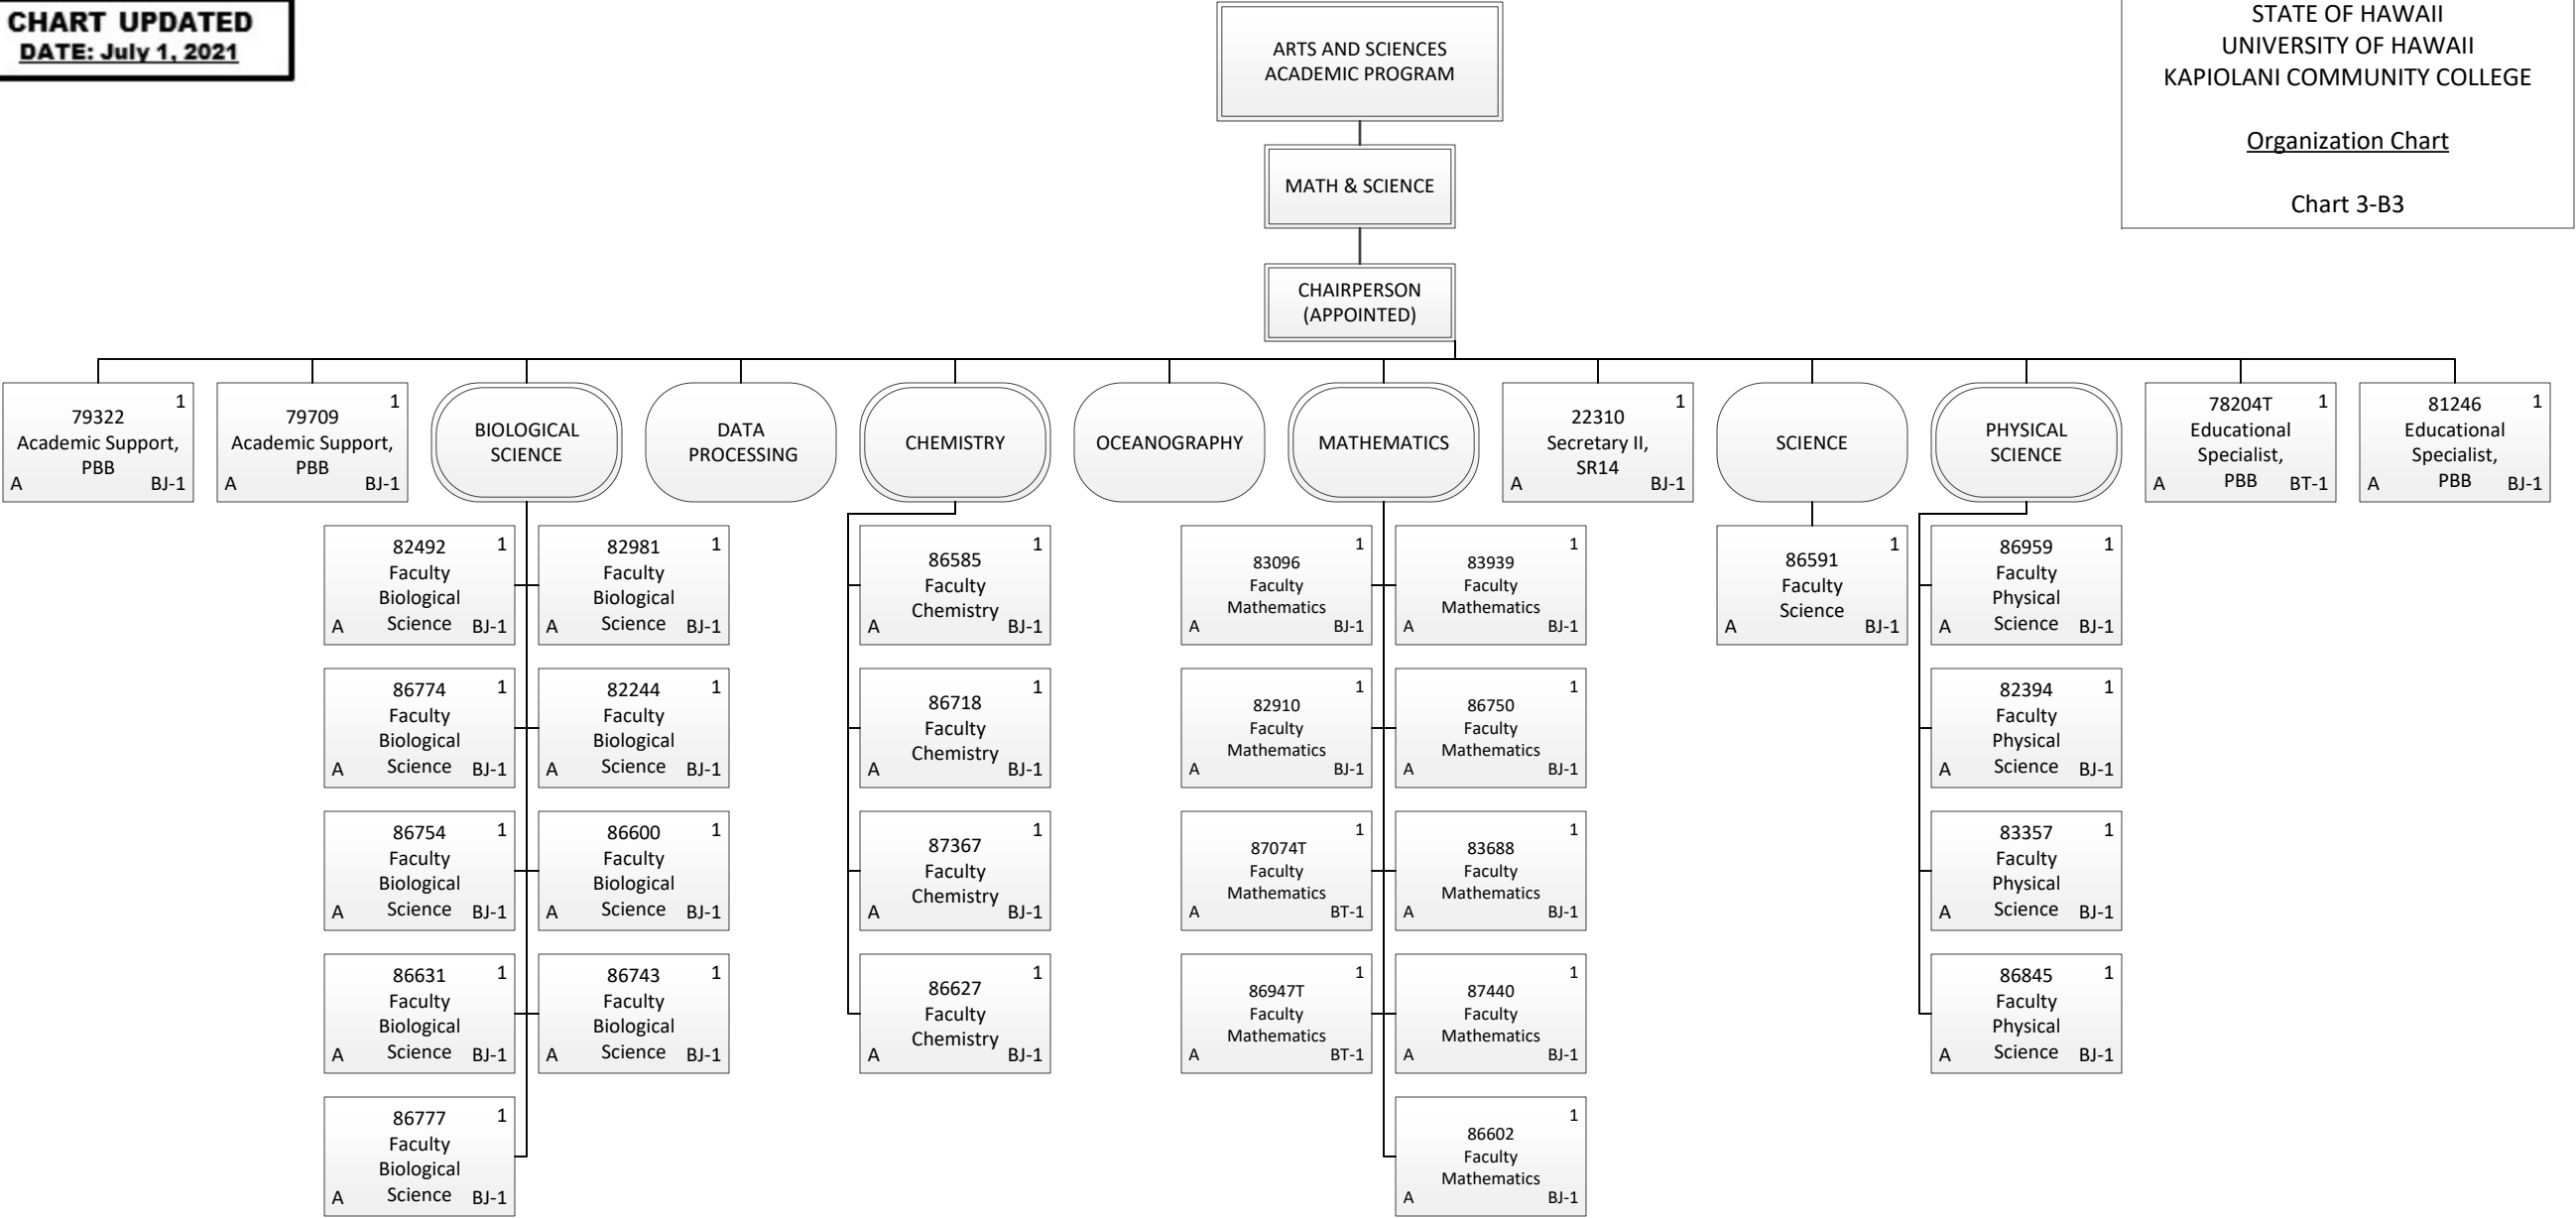 CHART UPDATED
DATE: July 1, 2021
ARTS AND SCIENCES
ACADEMIC PROGRAM
STATE OF HAWAII
UNIVERSITY OF HAWAII
KAPIOLANI COMMUNITY COLLEGE
Organization Chart
Chart 3-B3
MATH & SCIENCE
CHAIRPERSON
(APPOINTED)
1
79322
Academic Support,
PBB
A BJ-1
1
79709
Academic Support,
PBB
A BJ-1
BIOLOGICAL
SCIENCE
DATA
PROCESSING
CHEMISTRY
OCEANOGRAPHY
MATHEMATICS
1
22310
Secretary II,
SR14
A BJ-1
SCIENCE
PHYSICAL
SCIENCE
78204T 1
Educational
Specialist,
PBB
A BT-1
81246 1
Educational
Specialist,
PBB
A BJ-1
82492 1
Faculty
Biological
Science
A BJ-1
82981 1
Faculty
Biological
Science
A BJ-1
1
86585
Faculty
Chemistry
A BJ-1
1
83096
Faculty
Mathematics
A BJ-1
1
83939
Faculty
Mathematics
A BJ-1
1
86591
Faculty
Science
A BJ-1
86959 1
Faculty
Physical
Science
A BJ-1
86774 1
Faculty
Biological
Science
A BJ-1
82244 1
Faculty
Biological
Science
A BJ-1
1
86718
Faculty
Chemistry
A BJ-1
1
82910
Faculty
Mathematics
A BJ-1
1
86750
Faculty
Mathematics
A BJ-1
82394 1
Faculty
Physical
Science
A BJ-1
86754 1
Faculty
Biological
Science
A BJ-1
86600 1
Faculty
Biological
Science
A BJ-1
1
87367
Faculty
Chemistry
A BJ-1
1
87074T
Faculty
Mathematics
A BT-1
1
83688
Faculty
Mathematics
A BJ-1
83357 1
Faculty
Physical
Science
A BJ-1
86631 1
Faculty
Biological
Science
A BJ-1
86743 1
Faculty
Biological
Science
A BJ-1
1
86627
Faculty
Chemistry
A BJ-1
1
86947T
Faculty
Mathematics
A BT-1
1
87440
Faculty
Mathematics
A BJ-1
86845 1
Faculty
Physical
Science
A BJ-1
86777 1
Faculty
Biological
Science
A BJ-1
1
86602
Faculty
Mathematics
A BJ-1